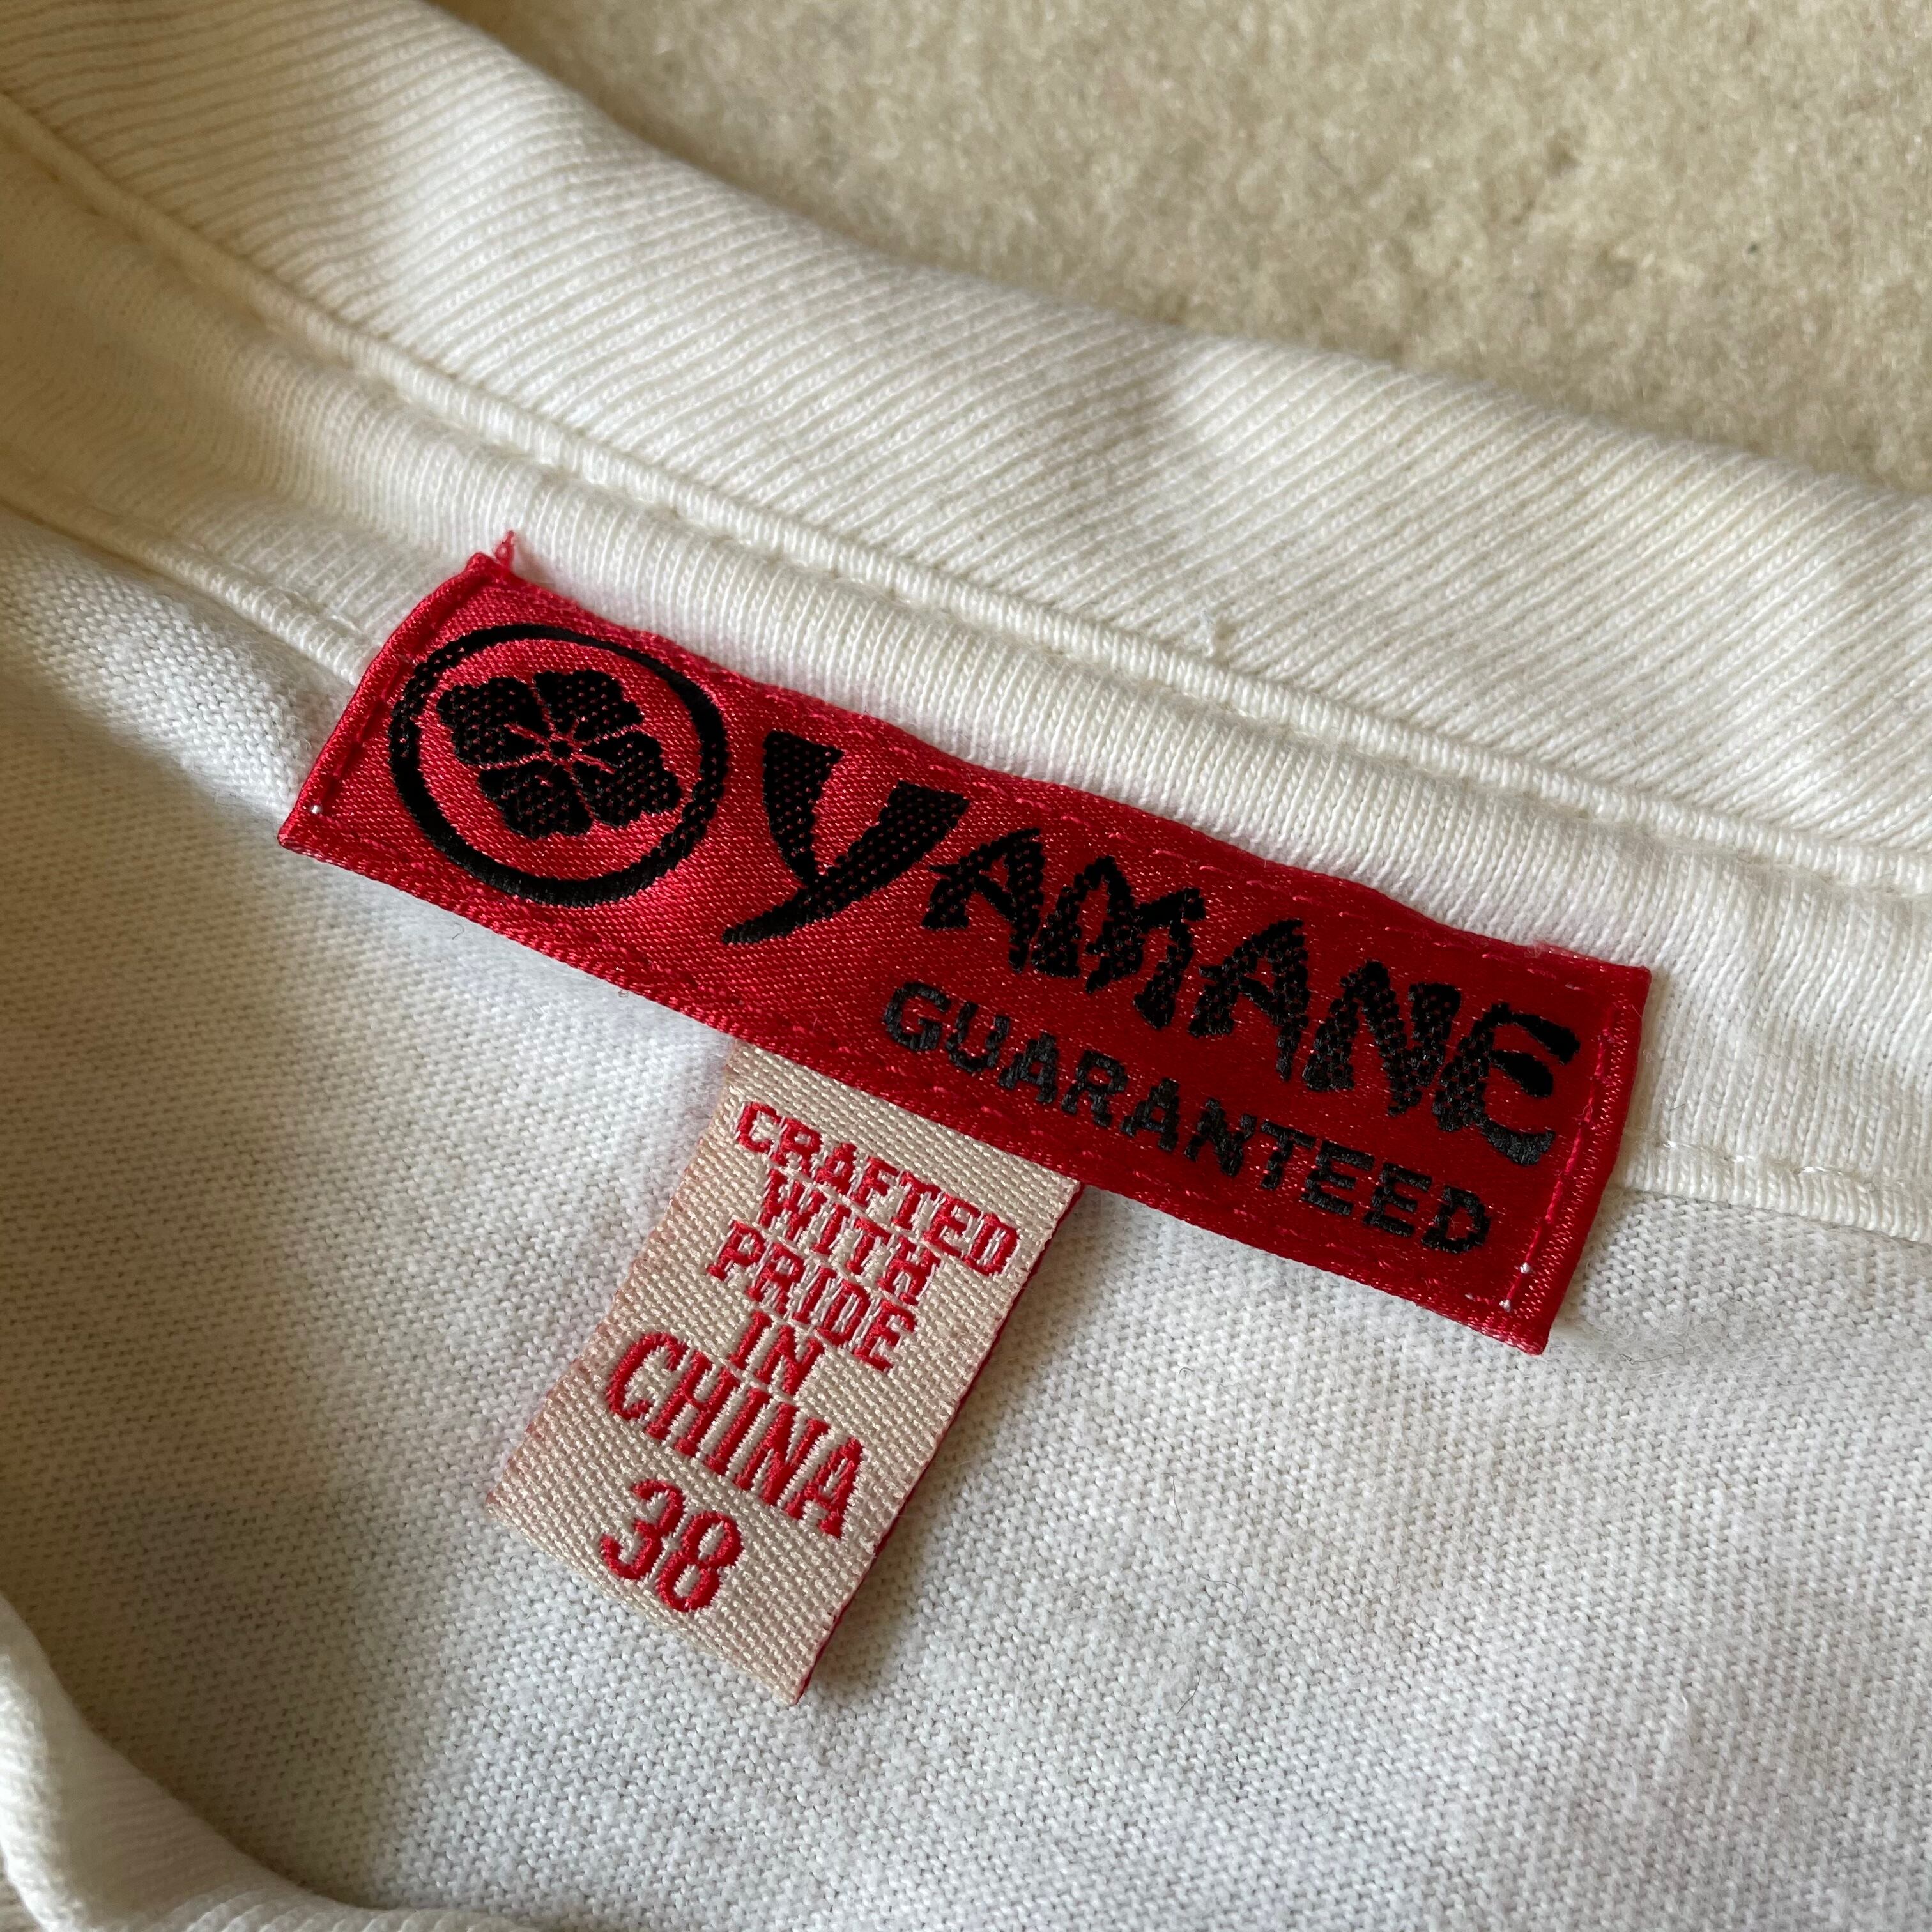 YAMANE
GUARANTEED
CRAFTED
WITH
PRIDE
IN
CHINA
38